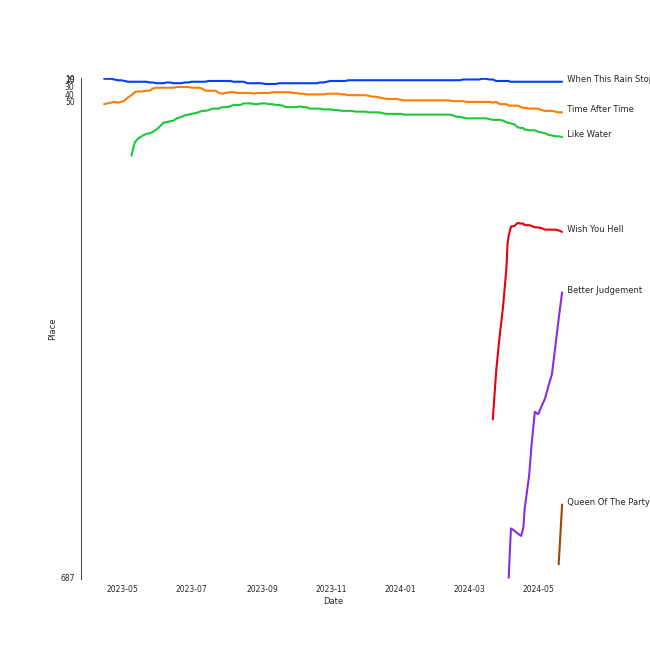 30
40
50
687
When This Rain Stop
Time After Time
Like Water
Wish You Hell
Better Judgement
Queen Of The Party
Place
2023-05 2023-07 2023-09 2023-11 2024-01 2024-03 2024-05
Date